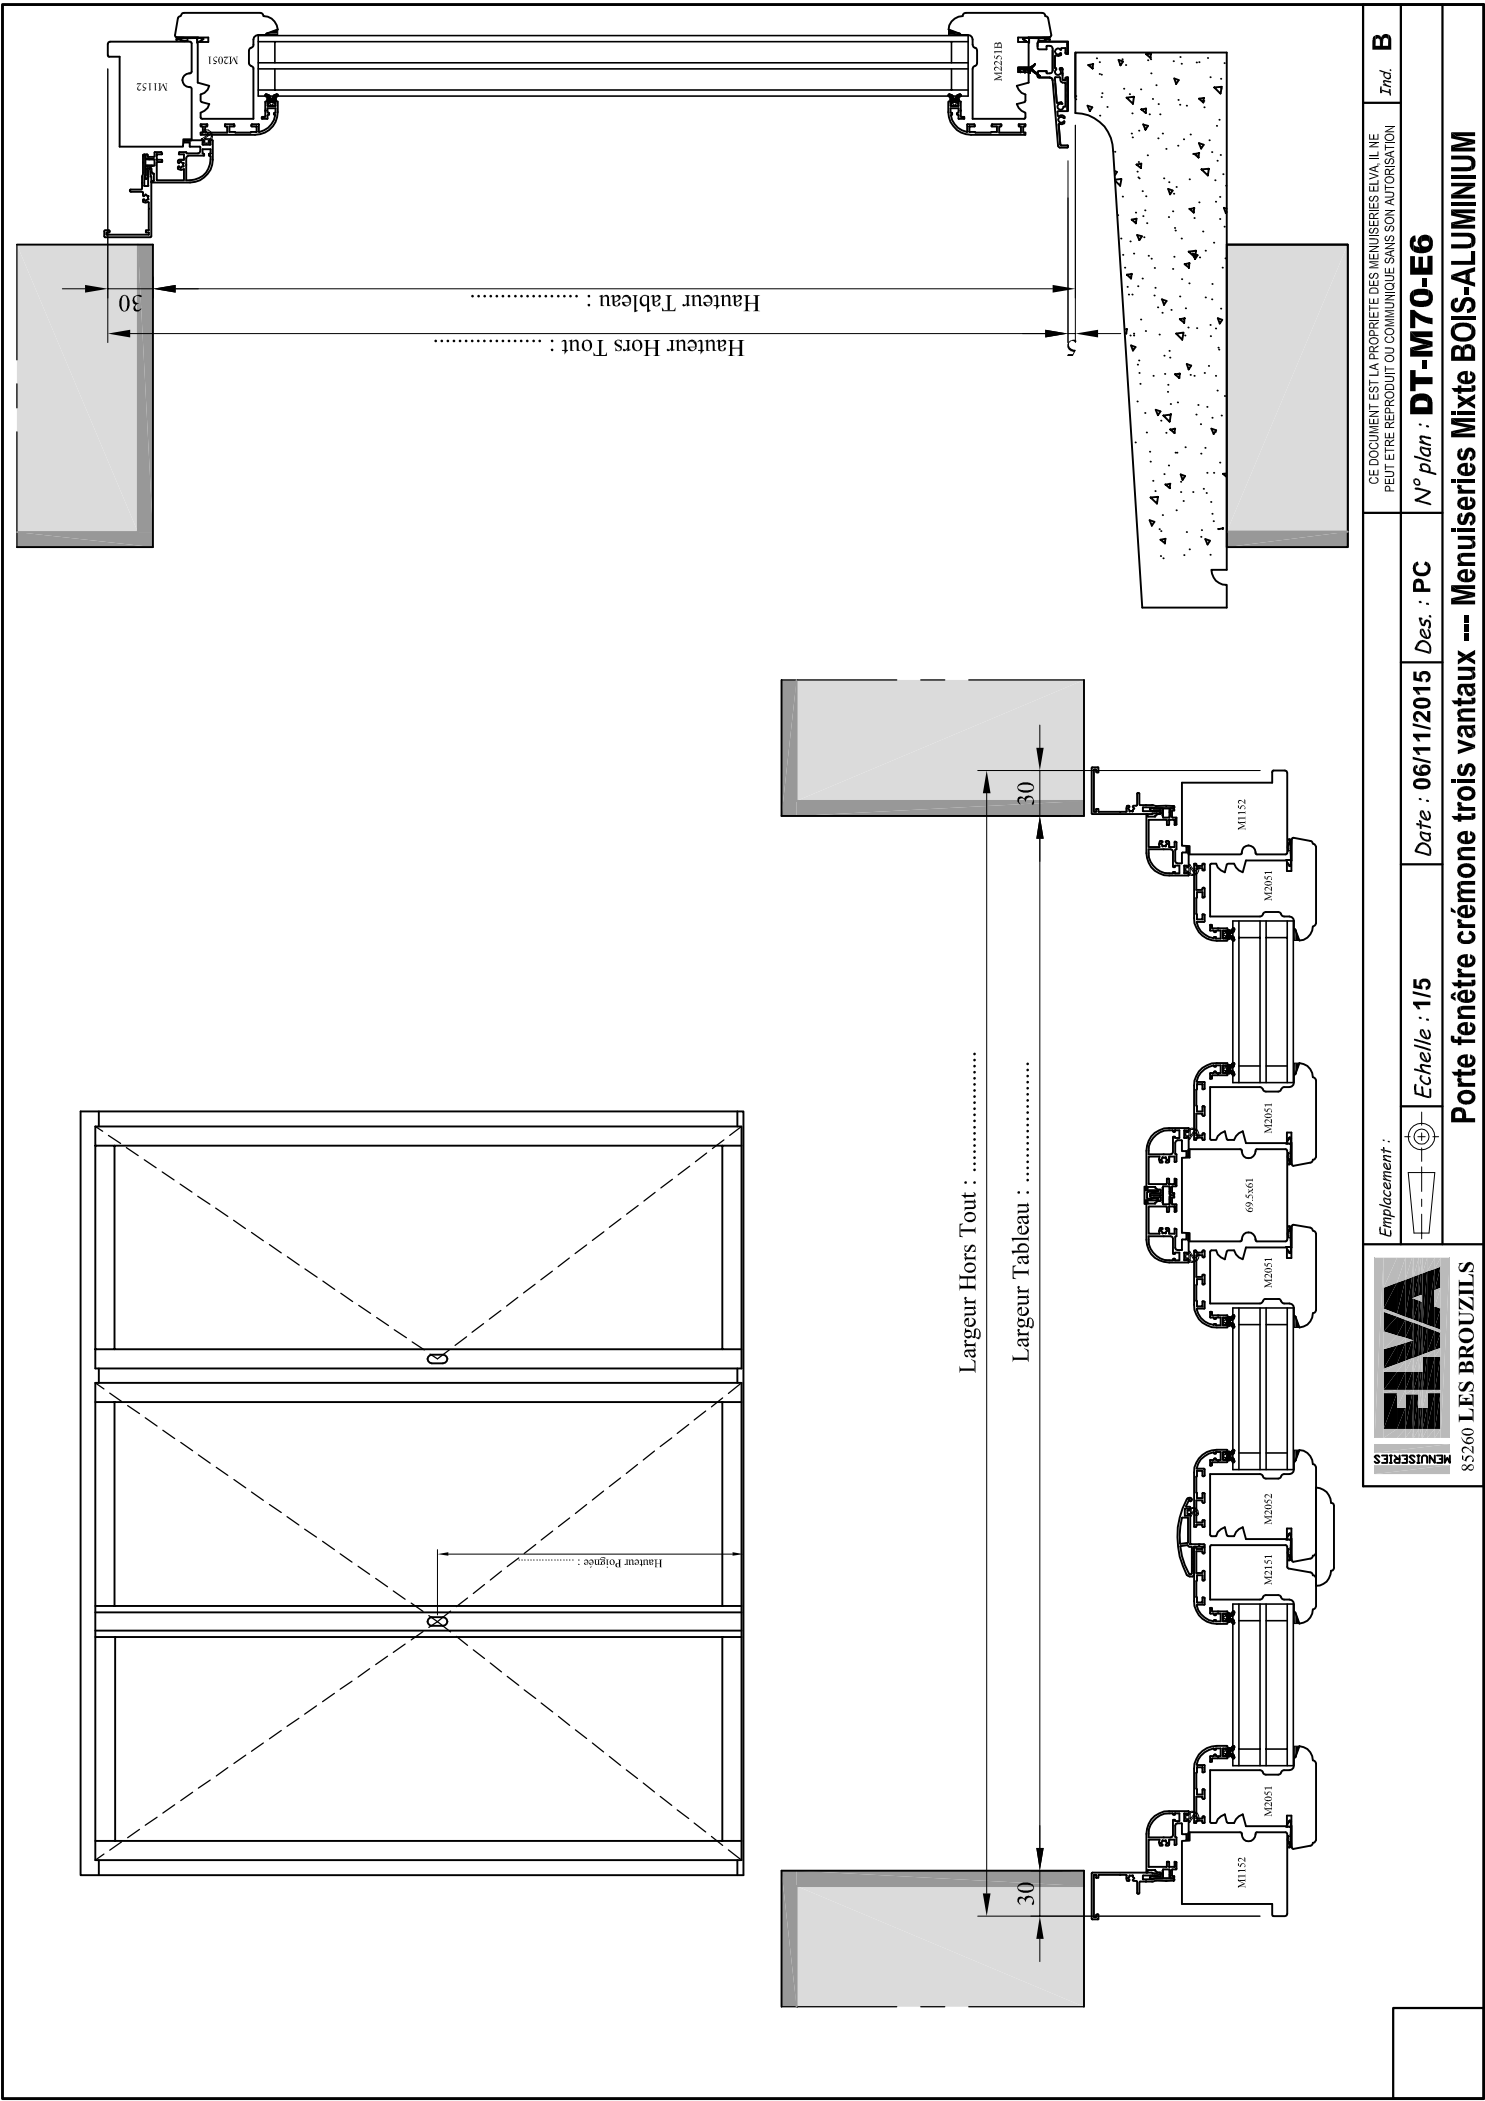 M1152
M2051
M2251B
30
Hauteur Tableau : ..................
Hauteur Hors Tout : ..................
5
Hauteur Poignée : ..................
Largeur Hors Tout : ..................
Largeur Tableau : ..................
30
30
M1152
M2051
M2151
M2052
M2051
69.5x61
M2051
M2051
M1152
MENUISERIES
ELVA
85260 LES BROUZILS
Emplacement :
CE DOCUMENT EST LA PROPRIETE DES MENUISERIES ELVA, IL NE
PEUT ETRE REPRODUIT OU COMMUNIQUE SANS SON AUTORISATION
Ind. B
Echelle : 1/5
Date : 06/11/2015
Des. : PC
N° plan : DT-M70-E6
Porte fenêtre crémone trois vantaux --- Menuiseries Mixte BOIS-ALUMINIUM